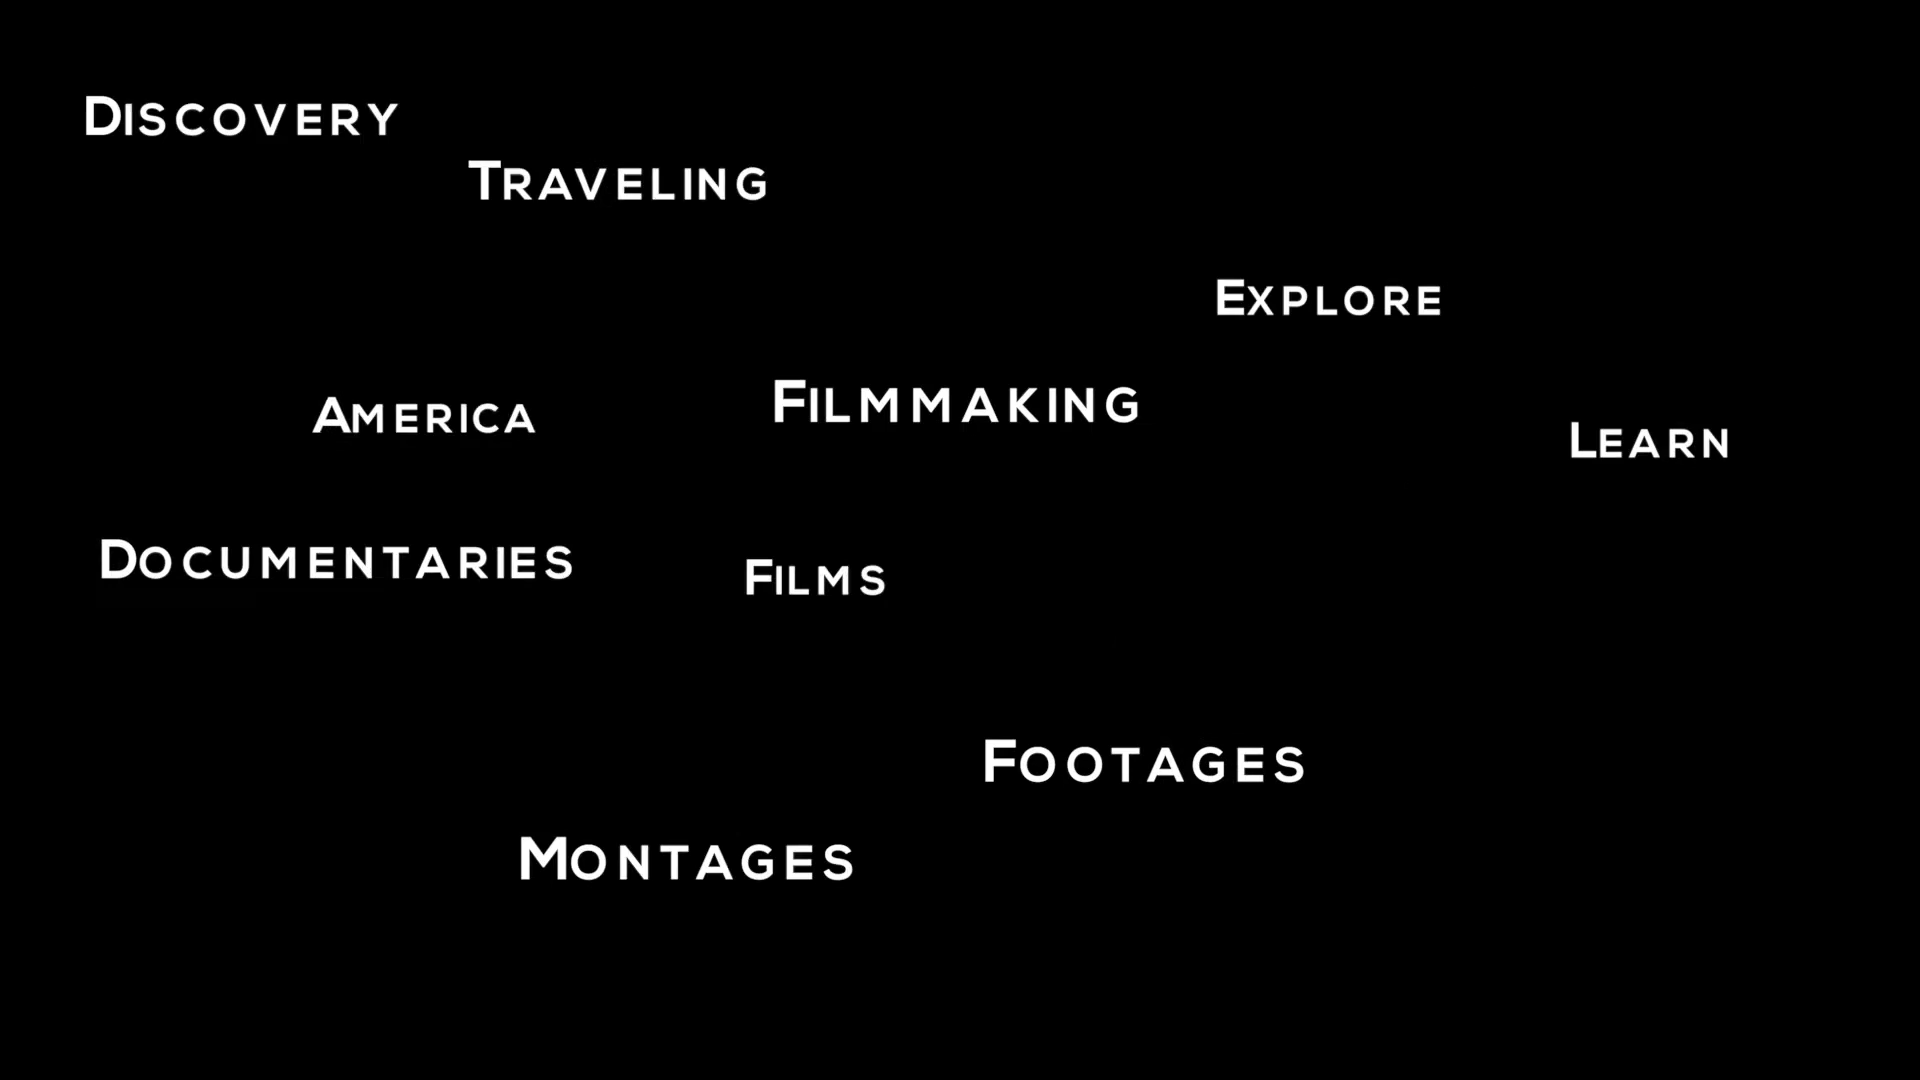 Discovery
Traveling
Explore
America
Filmmaking
Learn
Documentaries
Films
Footages
Montages